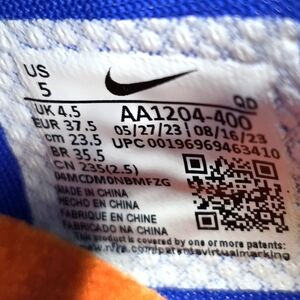 US
5
QD
UK 4.5
EUR 37.5
cm 23.5
BR 35.5
CN 235(2.5)
AA1204-400
05/27/23 08/16/23
UPC 00196969463410
MADE IN CHINA
HECHO EN CHINA
FABRIQUÉ EN CHINE
FABRICADO NA CHINA
product is covered by one or more patents.